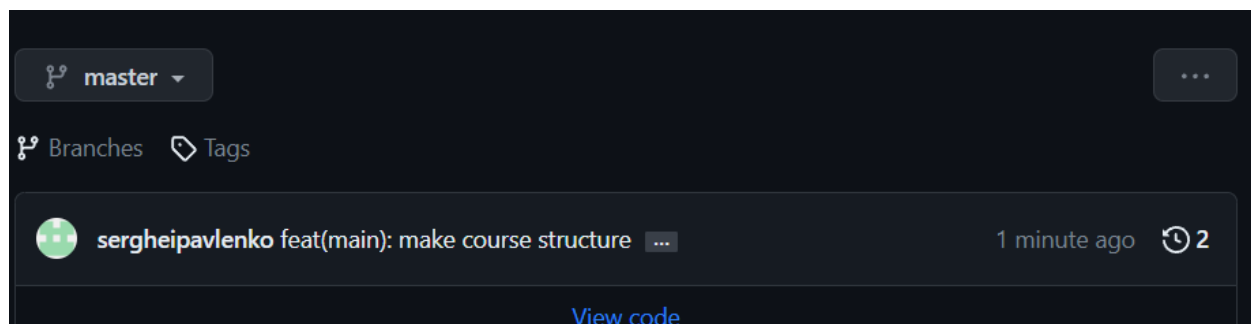 master
Branches Tags
sergheipavlenko feat(main): make course structure ... 1 minute ago 2
View code